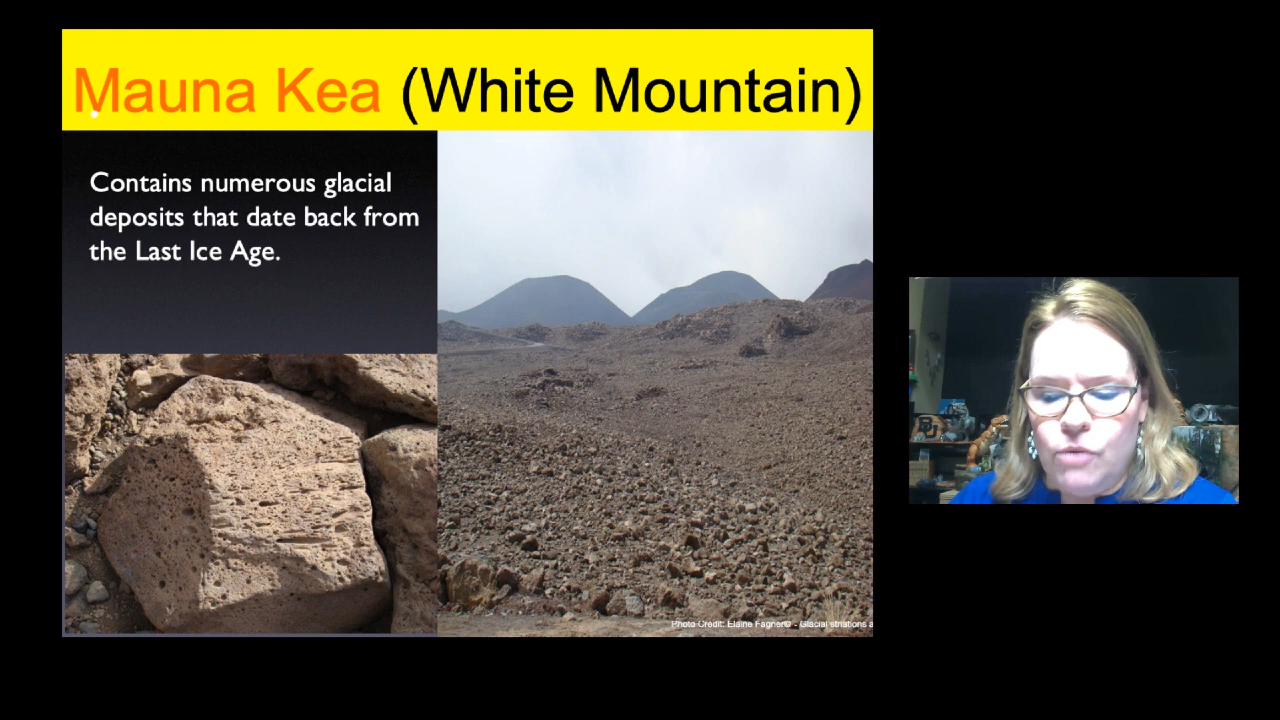 Mauna Kea (White Mountain)
Contains numerous glacial
deposits that date back from
the Last Ice Age.
Photo Credit: Elaine Fagner© - Glacial striations a